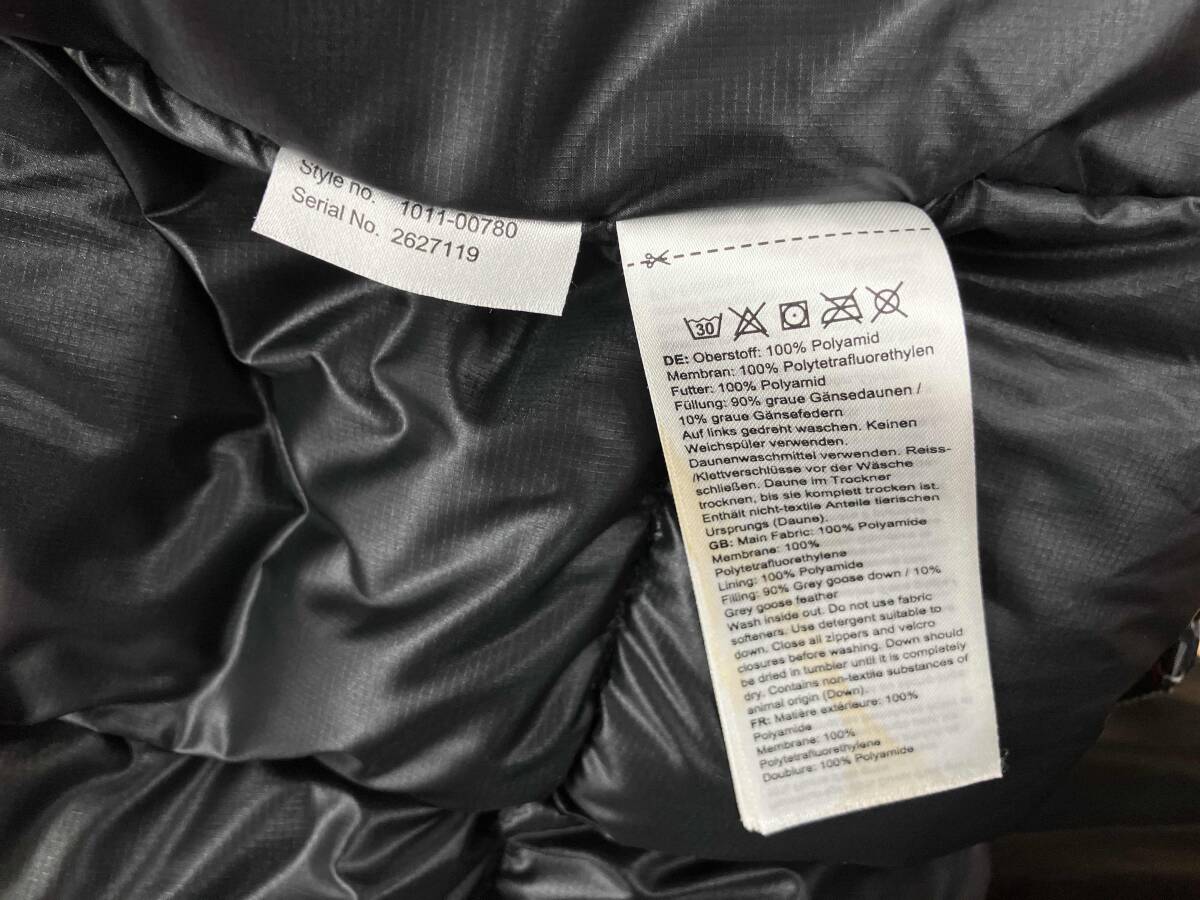 Style no. 1011-00780
Serial No. 2627119
30
DE: Oberstoff: 100% Polyamid
Membran: 100% Polytetrafluorethylen
Futter: 100% Polyamid
Füllung: 90% graue Gänsedaunen /
10% graue Gänsefedern
Auf links gedreht waschen. Keinen
Weichspüler verwenden.
Daunenwaschmittel verwenden. Reiss-
/Klettverschlüsse vor der Wäsche
schließen. Daune im Trockner
trocknen, bis sie komplett trocken ist.
Enthält nicht-textile Anteile tierischen
Ursprungs (Daune).
GB: Main Fabric: 100% Polyamide
Membrane: 100%
Polytetrafluorethylene
Lining: 100% Polyamide
Filling: 90% Grey goose down / 10%
Grey goose feather
Wash inside out. Do not use fabric
softeners. Use detergent suitable to
down. Close all zippers and velcro
closures before washing. Down should
be dried in tumbler until it is completely
dry. Contains non-textile substances of
animal origin (Down).
FR: Matière extérieure: 100%
Polyamide
Membrane: 100%
Polytetrafluorethylene
Doublure: 100% Polyamide